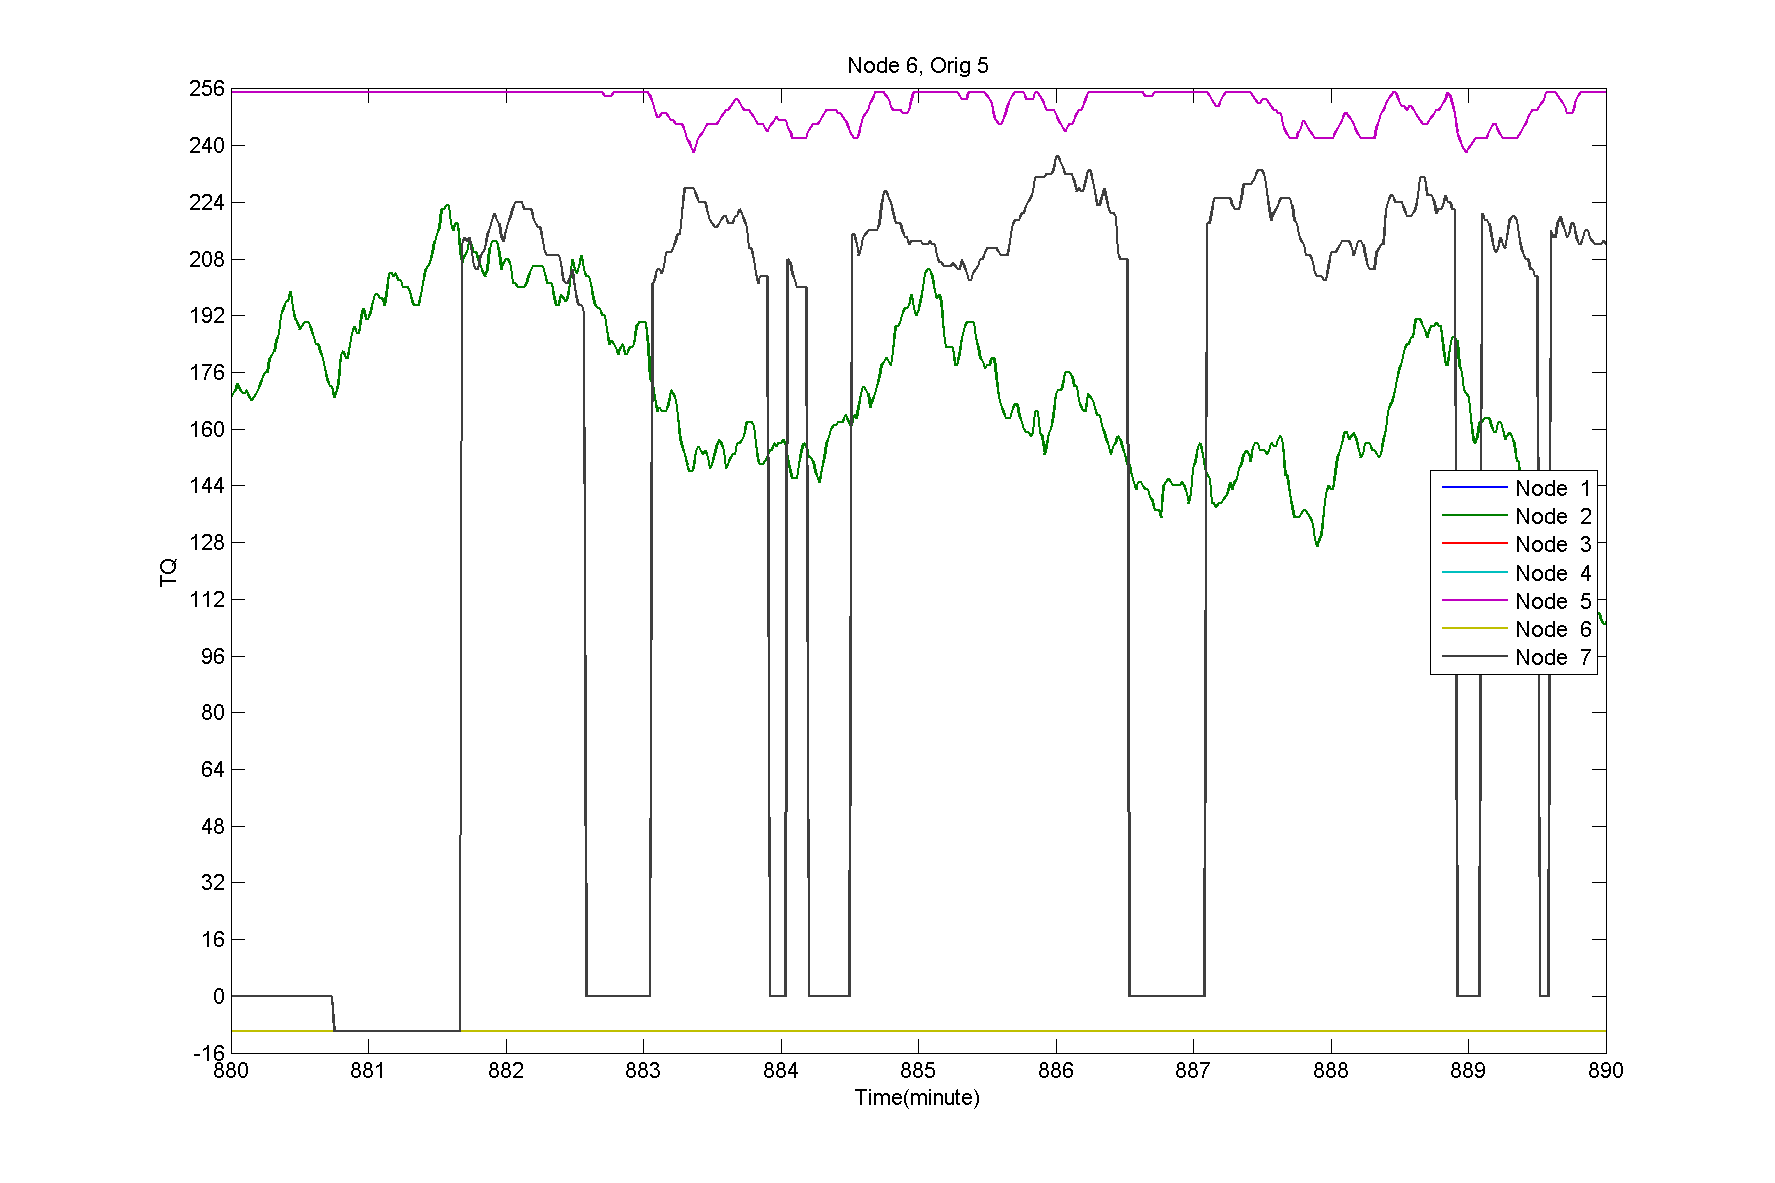 Node 6, Orig 5
256
240
224
208
192
176
160
144
128
112
96
80
64
48
32
16
0
-16
TQ
Node 1
Node 2
Node 3
Node 4
Node 5
Node 6
Node 7
880 881 882 883 884 885 886 887 888 889 890
Time(minute)